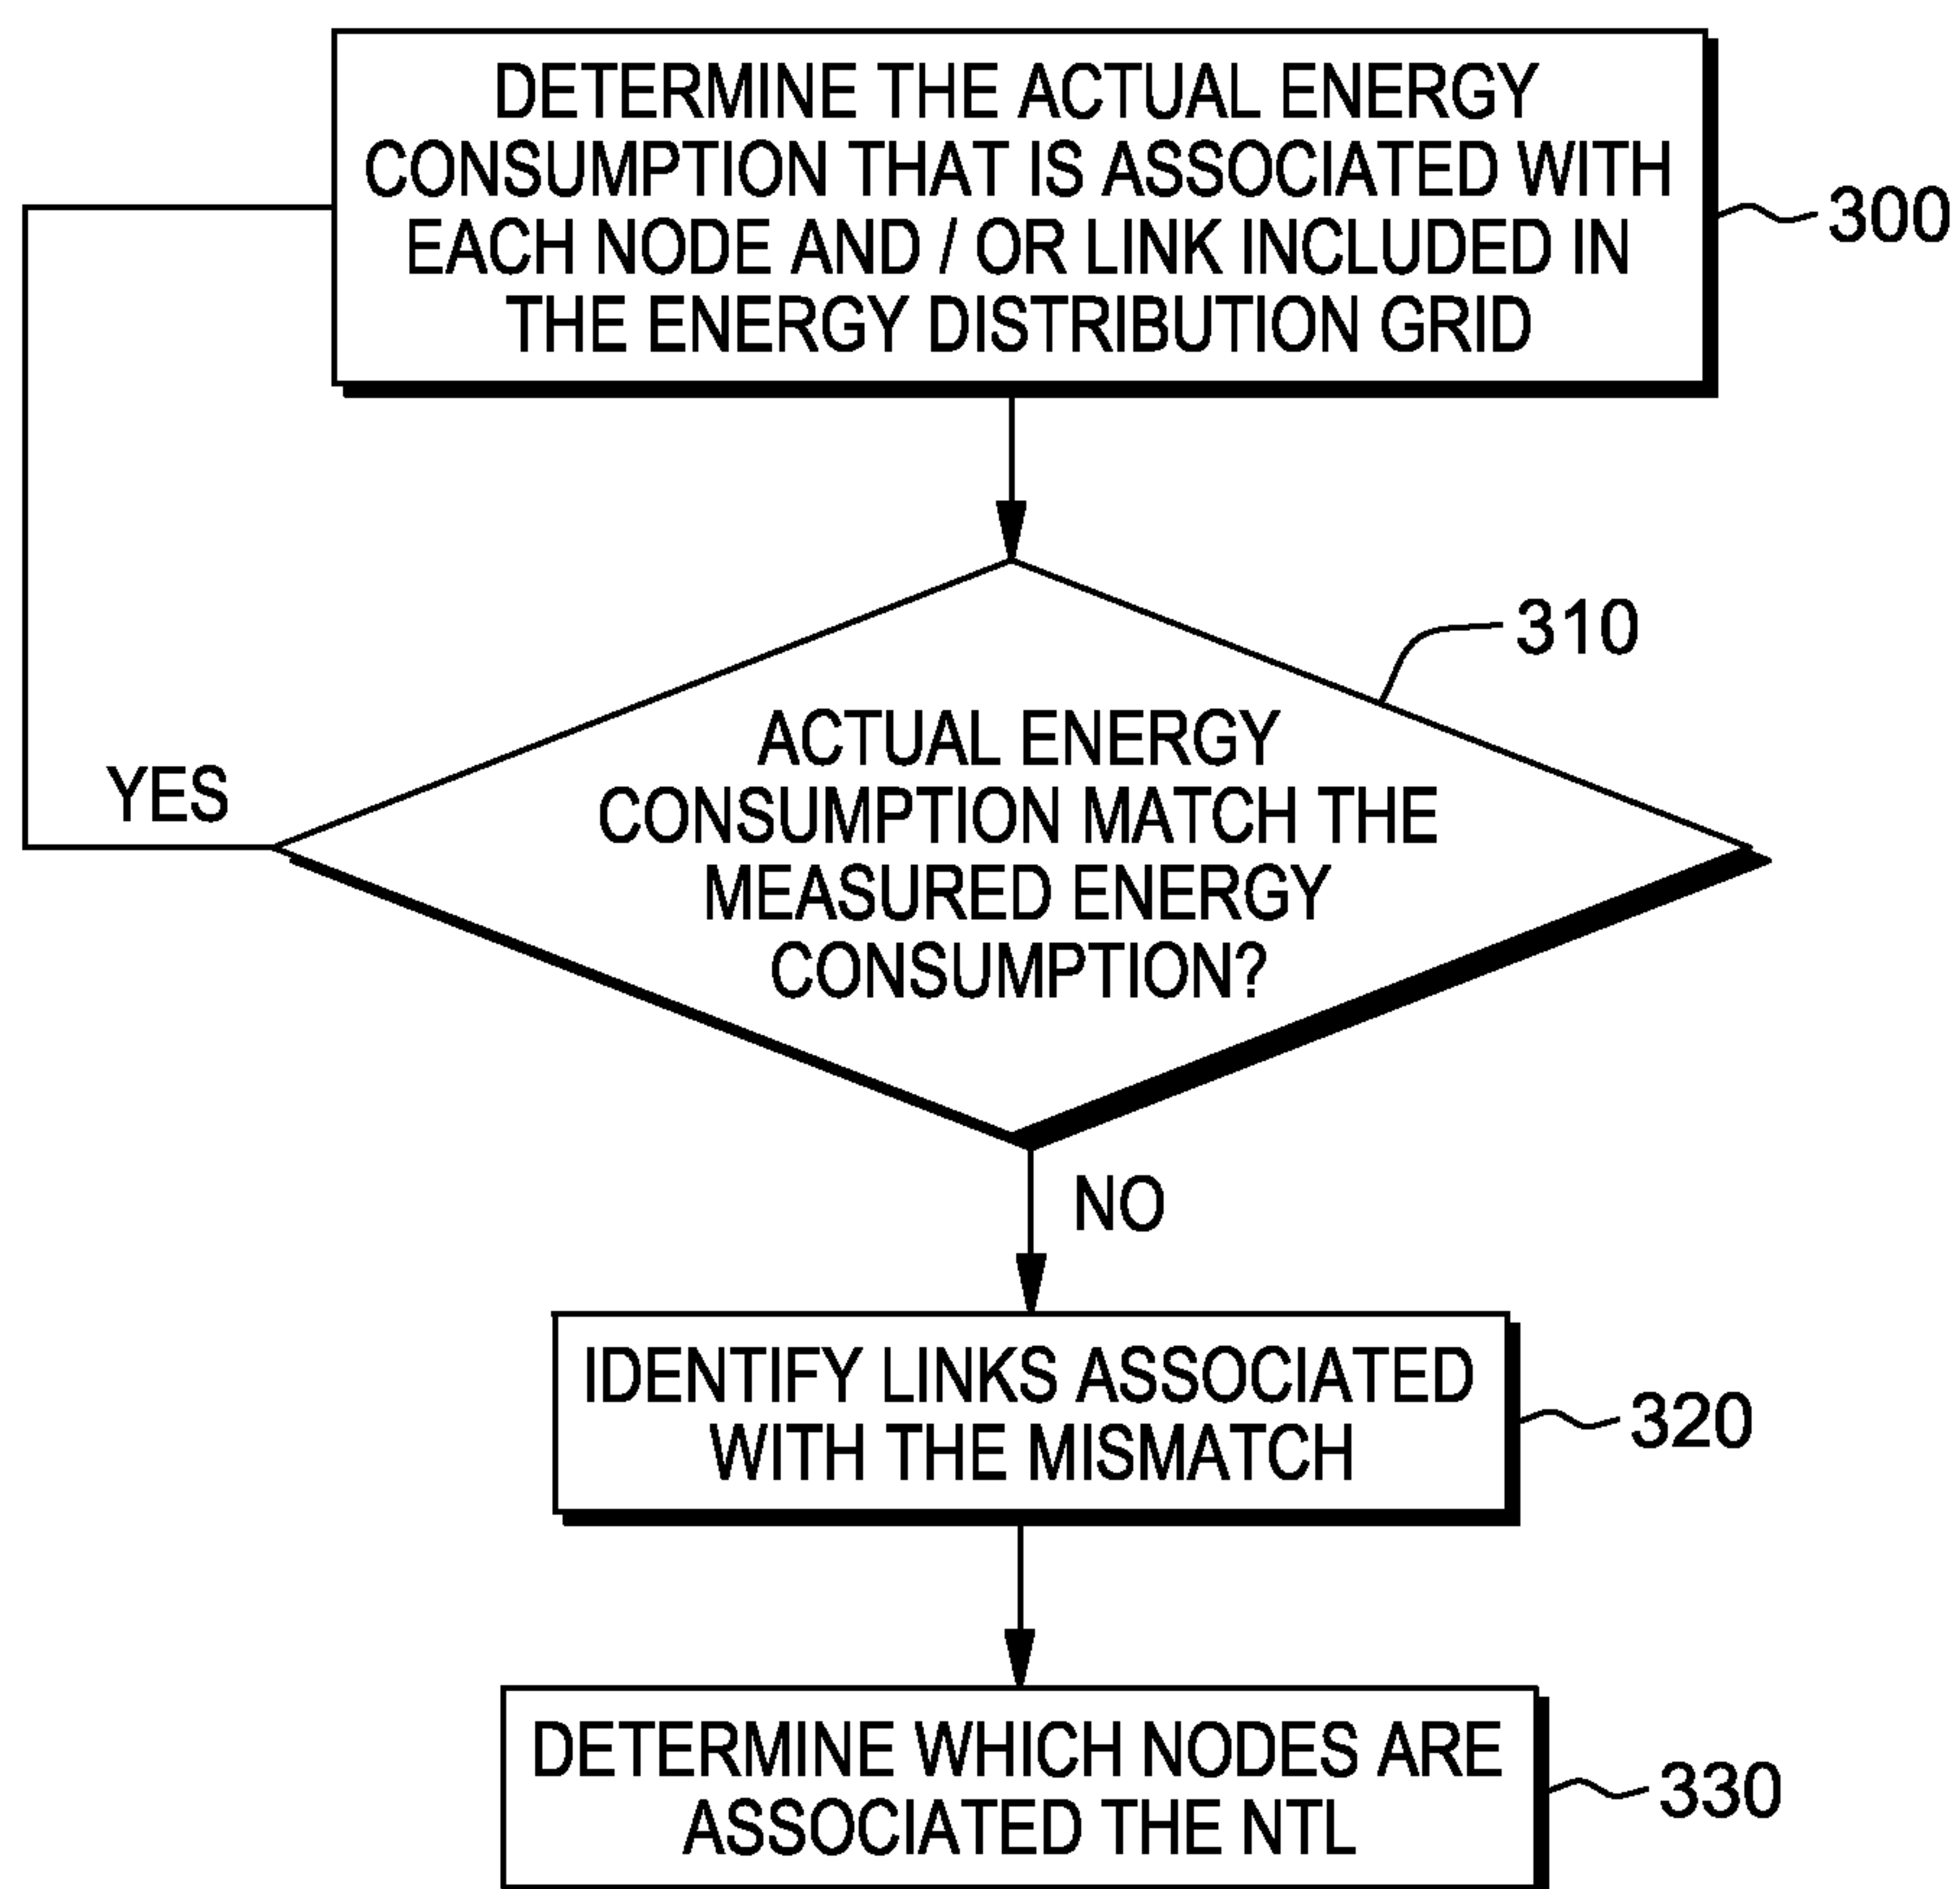 DETERMINE THE ACTUAL ENERGY
CONSUMPTION THAT IS ASSOCIATED WITH
EACH NODE AND / OR LINK INCLUDED IN
THE ENERGY DISTRIBUTION GRID
300
310
ACTUAL ENERGY
CONSUMPTION MATCH THE
MEASURED ENERGY
CONSUMPTION?
YES
NO
IDENTIFY LINKS ASSOCIATED
WITH THE MISMATCH
320
DETERMINE WHICH NODES ARE
ASSOCIATED THE NTL
330